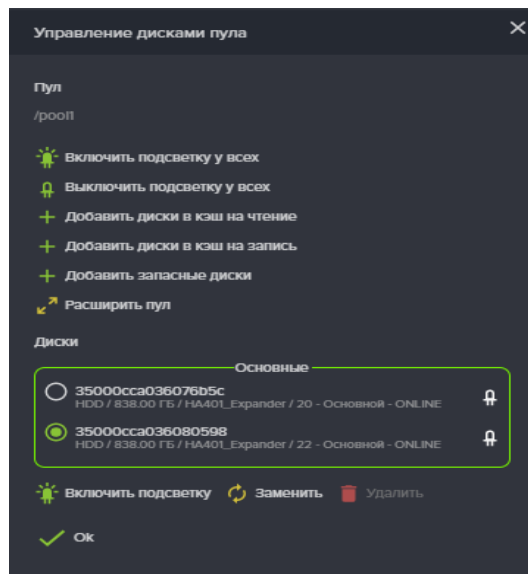 Управление дисками пула
Пул
/pool1
Включить подсветку у всех
Выключить подсветку у всех
Добавить диски в кэш на чтение
Добавить диски в кэш на запись
Добавить запасные диски
Расширить пул
Диски
Основные
35000cca036076b5c
HDD / 838.00 ГБ / HA401_Expander / 20 - Основной - ONLINE
35000cca036080598
HDD / 838.00 ГБ / HA401_Expander / 22 - Основной - ONLINE
Включить подсветку Заменить Удалить
Ok